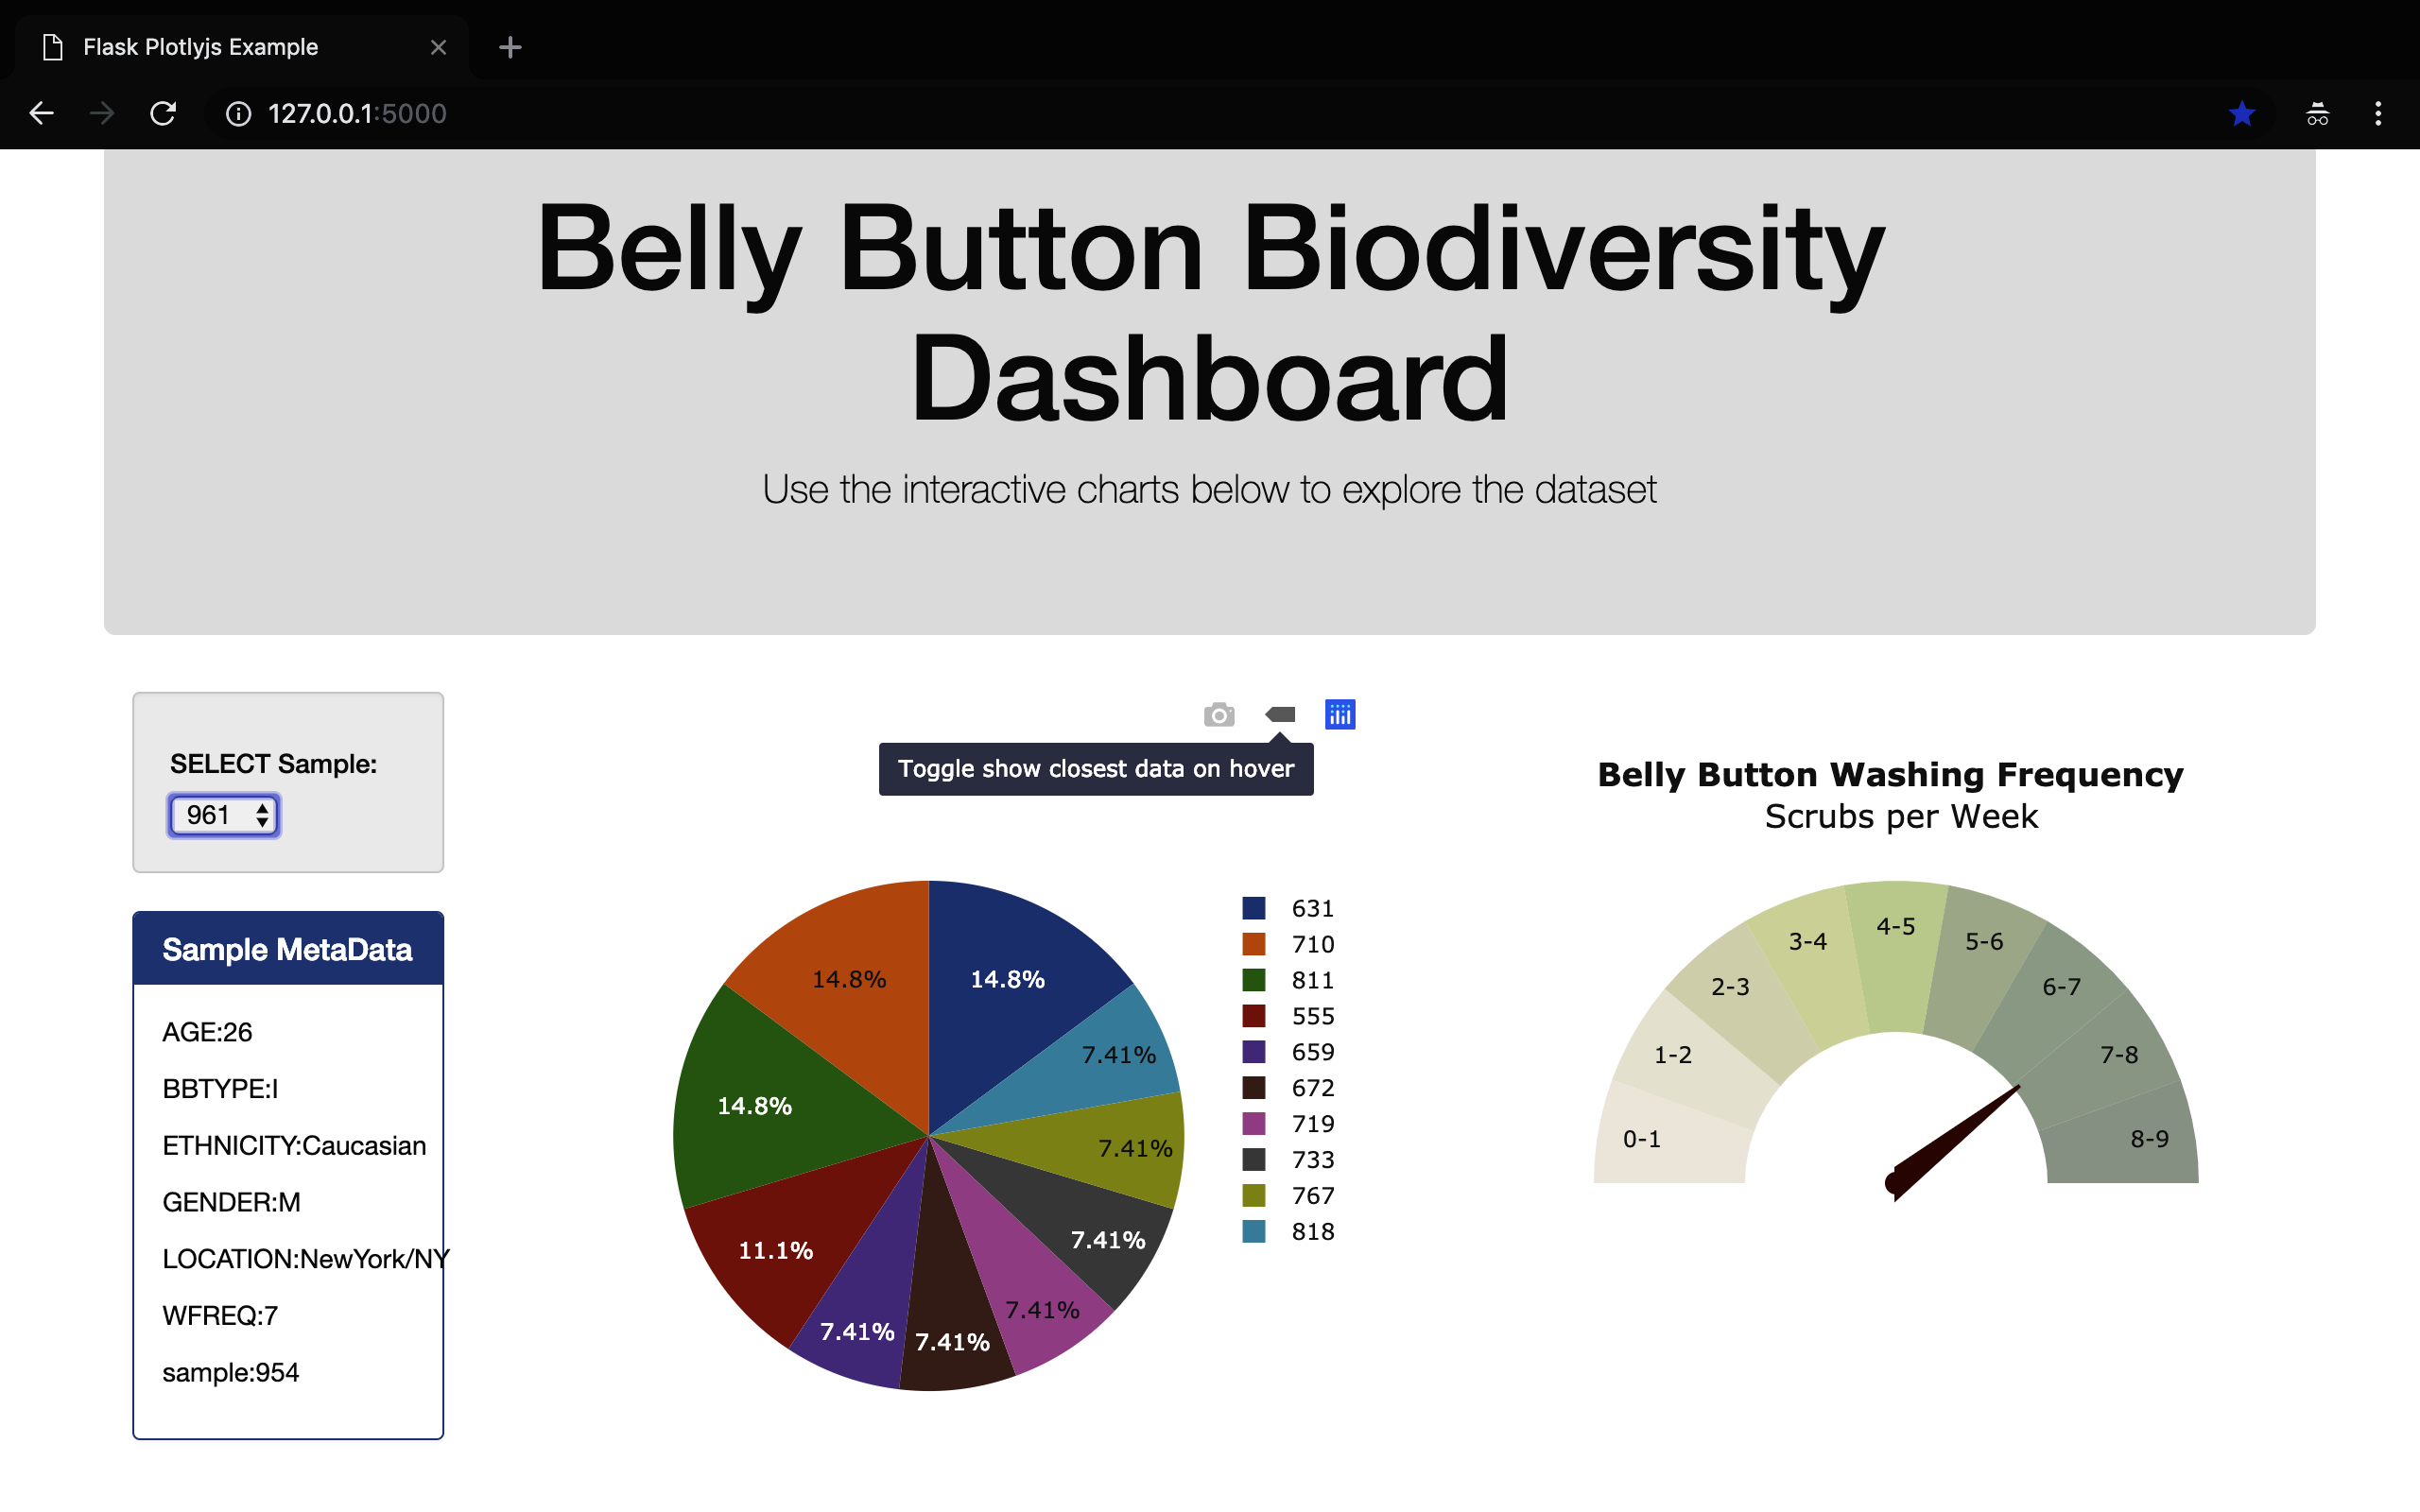 Flask Plotlyjs Example
127.0.0.1:5000
Belly Button Biodiversity
Dashboard
Use the interactive charts below to explore the dataset
SELECT Sample:
961
Sample MetaData
AGE:26
BBTYPE:I
ETHNICITY:Caucasian
GENDER:M
LOCATION:NewYork/NY
WFREQ:7
sample:954
Toggle show closest data on hover
14.8%
14.8%
7.41%
14.8%
7.41%
11.1%
7.41%
7.41%
7.41%
7.41%
631
710
811
555
659
672
719
733
767
818
Belly Button Washing Frequency
Scrubs per Week
0-1
1-2
2-3
3-4
4-5
5-6
6-7
7-8
8-9